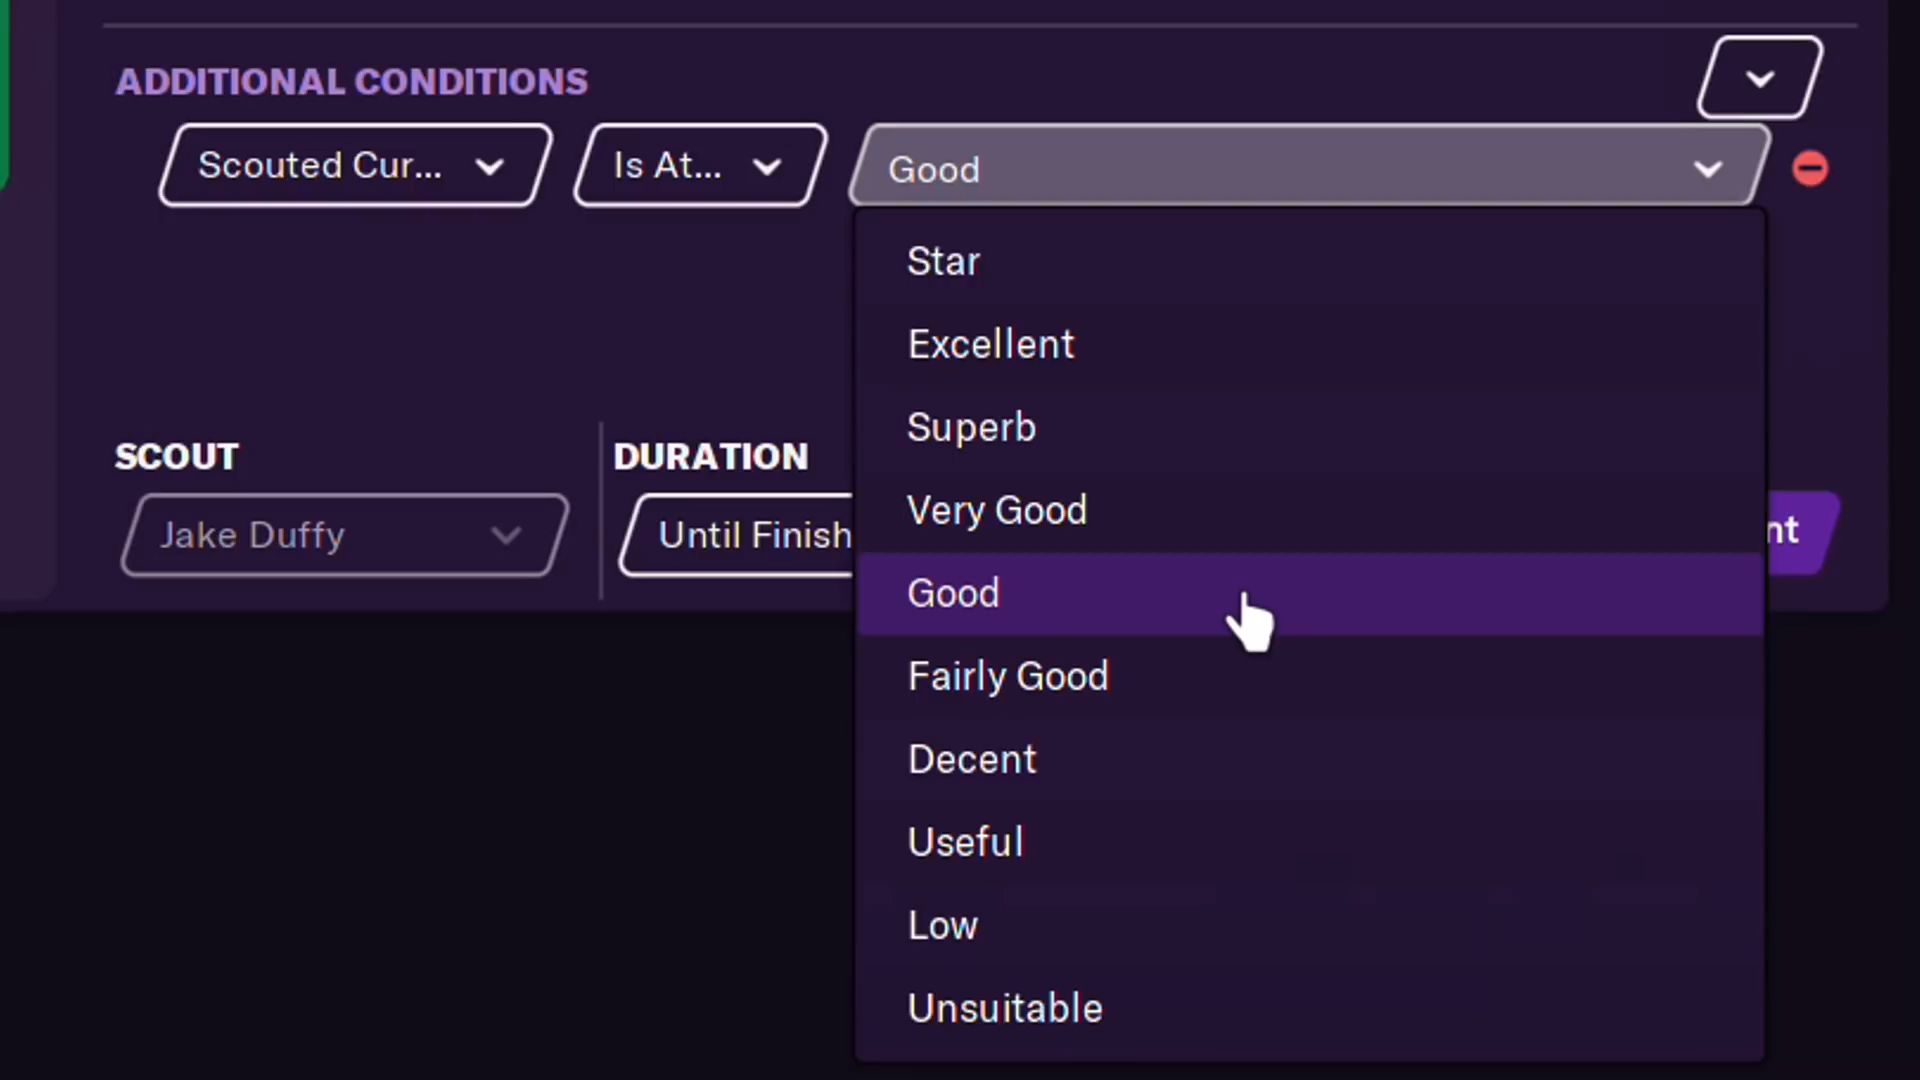 ADDITIONAL CONDITIONS
Scouted Cur... Is At... Good
Star
Excellent
Superb
Very Good
Good
Fairly Good
Decent
Useful
Low
Unsuitable
SCOUT
Jake Duffy
DURATION
Until Finish
nt